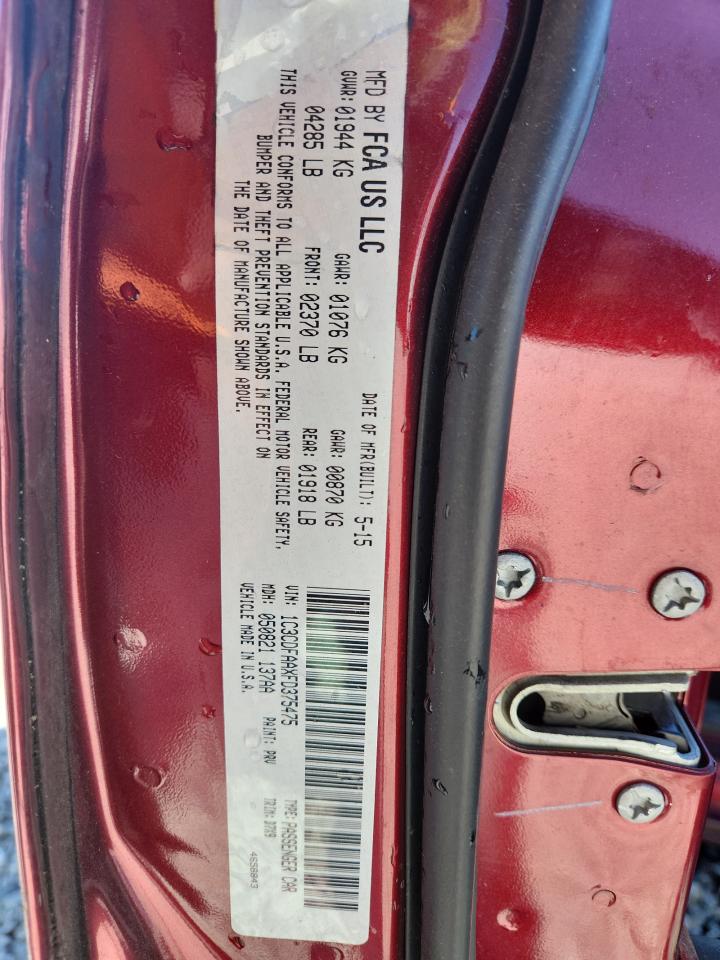 MFD BY FCA US LLC
DATE OF MFR(BUILT): 5-15
GVWR: 01944 KG GAWR: 01076 KG GAWR: 00870 KG
04285 LB FRONT: 02370 LB REAR: 01918 LB
THIS VEHICLE CONFORMS TO ALL APPLICABLE U.S.A. FEDERAL MOTOR VEHICLE SAFETY,
BUMPER AND THEFT PREVENTION STANDARDS IN EFFECT ON
THE DATE OF MANUFACTURE SHOWN ABOVE.
VIN: 1C3CDFAAXFD375475 TYPE: PASSENGER CAR
MDH: 050821 137AA PAINT: PRV TRIM: D7X9
VEHICLE MADE IN U.S.A. 4658843